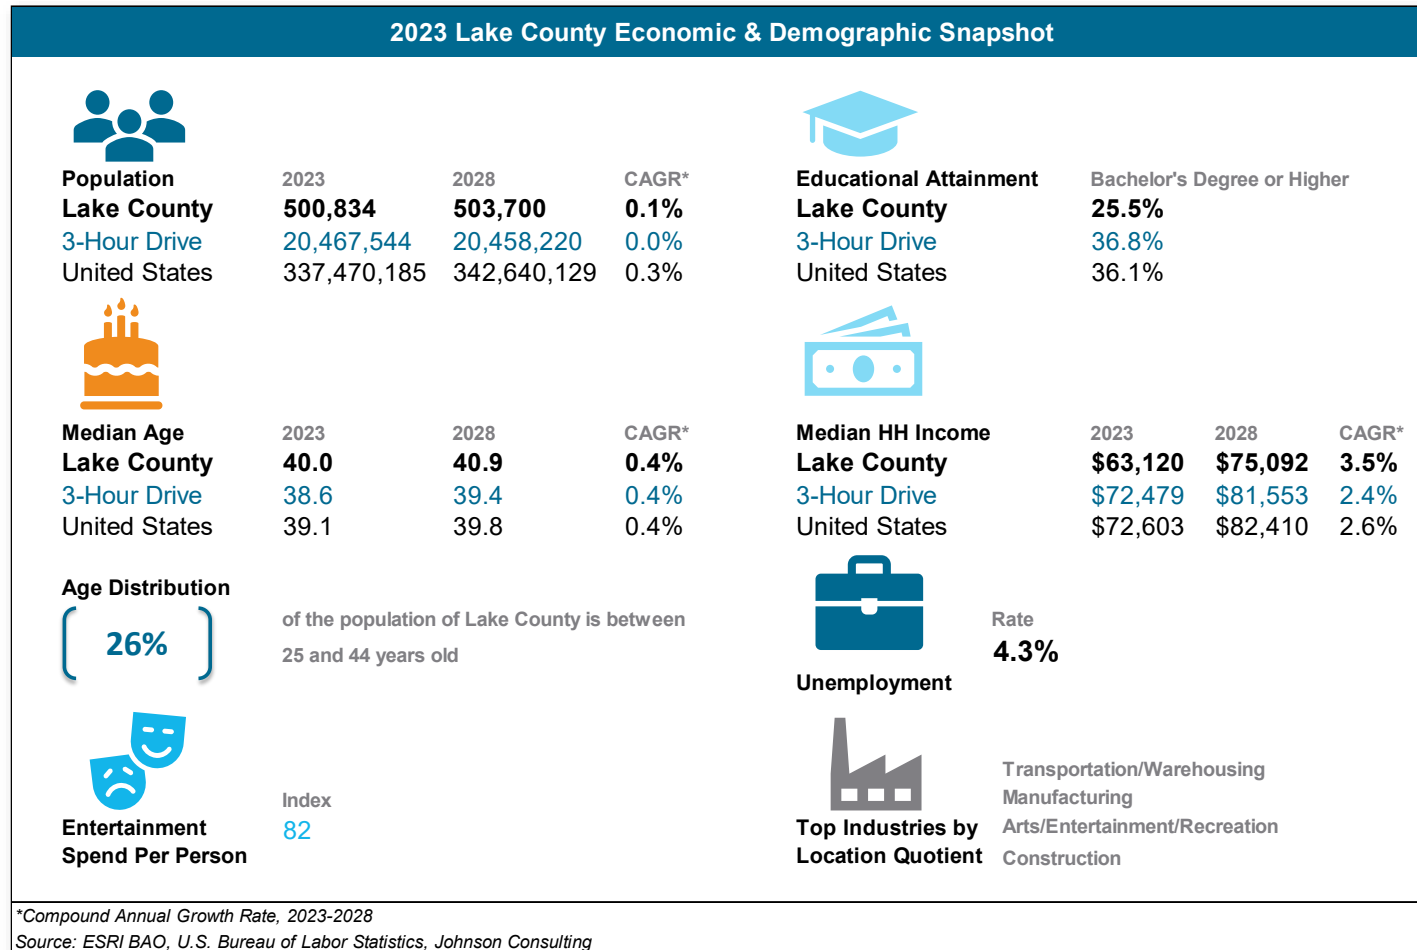 2023 Lake County Economic & Demographic Snapshot
Population 2023 2028 CAGR*
Lake County 500,834 503,700 0.1%
3-Hour Drive 20,467,544 20,458,220 0.0%
United States 337,470,185 342,640,129 0.3%
Educational Attainment Bachelor's Degree or Higher
Lake County 25.5%
3-Hour Drive 36.8%
United States 36.1%
Median Age 2023 2028 CAGR*
Lake County 40.0 40.9 0.4%
3-Hour Drive 38.6 39.4 0.4%
United States 39.1 39.8 0.4%
Median HH Income 2023 2028 CAGR*
Lake County $63,120 $75,092 3.5%
3-Hour Drive $72,479 $81,553 2.4%
United States $72,603 $82,410 2.6%
Age Distribution
26%
of the population of Lake County is between
25 and 44 years old
Rate
4.3%
Unemployment
Index
82
Entertainment
Spend Per Person
Top Industries by
Location Quotient
Transportation/Warehousing
Manufacturing
Arts/Entertainment/Recreation
Construction
*Compound Annual Growth Rate, 2023-2028
Source: ESRI BAO, U.S. Bureau of Labor Statistics, Johnson Consulting